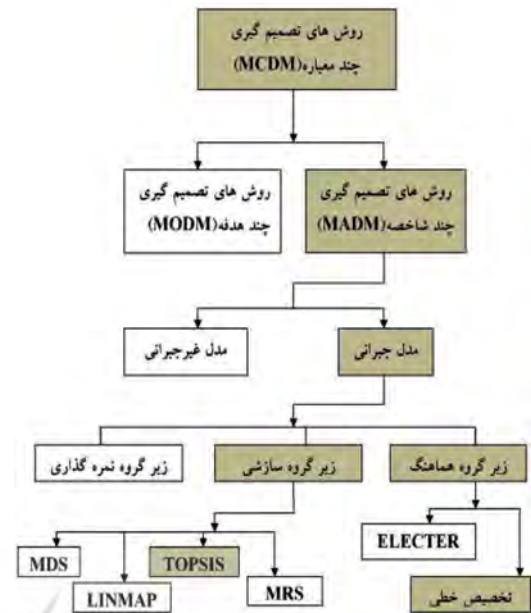 روش های تصمیم گیری
چند معیاره(MCDM)
روش های تصمیم گیری
چند شاخصه(MADM)
روش های تصمیم گیری
چند هدفه(MODM)
مدل جبرانی
مدل غیرجبرانی
زیر گروه هماهنگ
زیر گروه سازشی
زیر گروه نمره گذاری
ELECTER
تخصیص خطی
MDS
LINMAP
TOPSIS
MRS